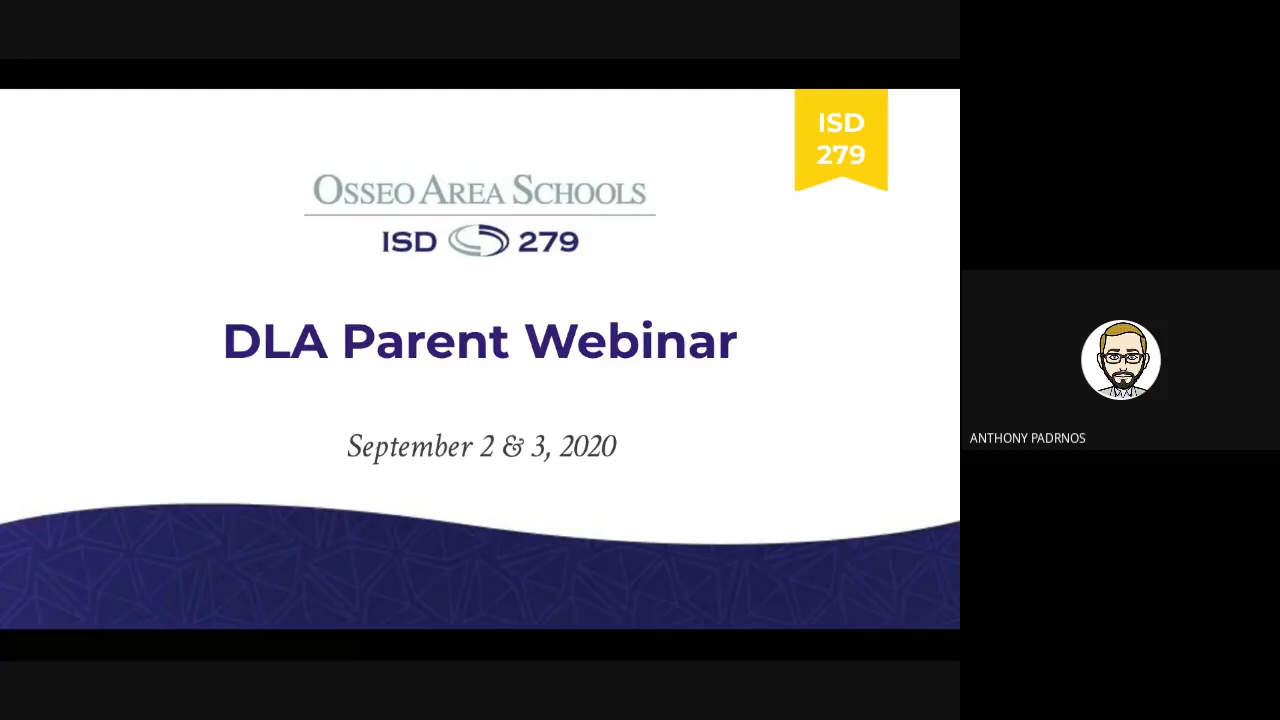 ISD
279
OSSEO AREA SCHOOLS
ISD 279
DLA Parent Webinar
September 2 & 3, 2020
ANTHONY PADRNOS